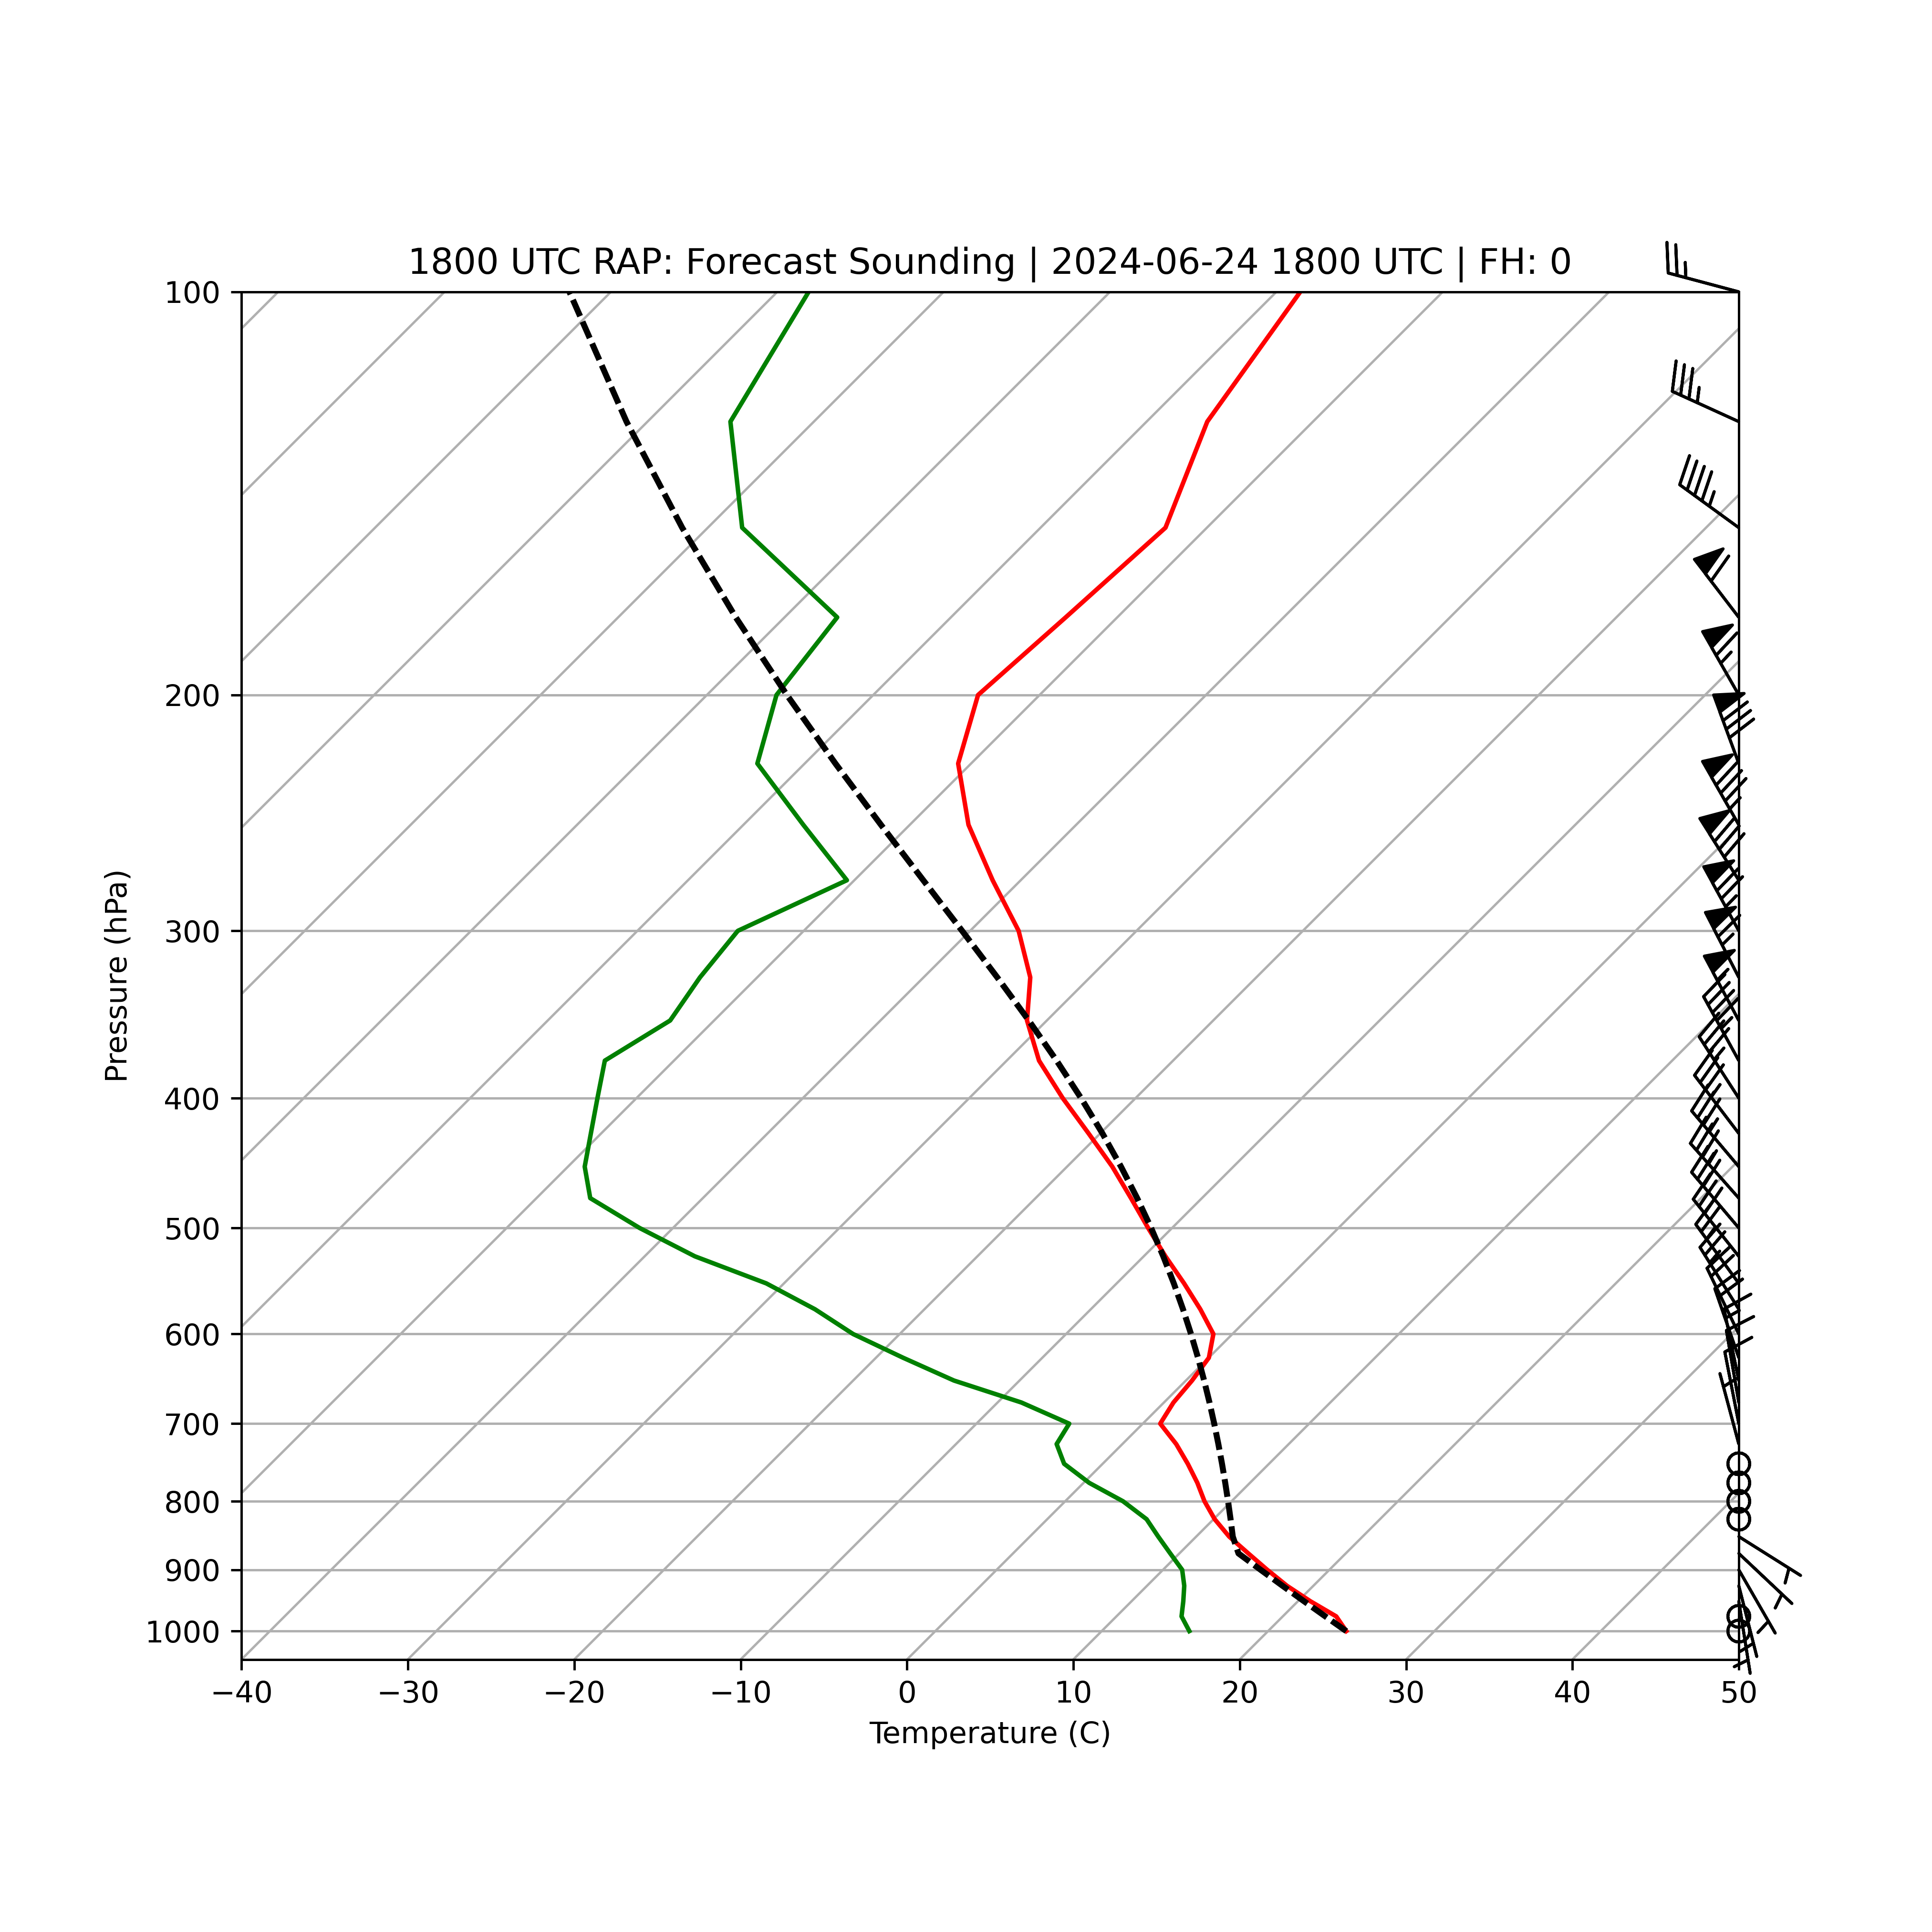 1800 UTC RAP: Forecast Sounding | 2024-06-24 1800 UTC | FH: 0
100
200
300
400
500
600
700
800
900
1000
Pressure (hPa)
−40 −30 −20 −10 0 10 20 30 40 50
Temperature (C)